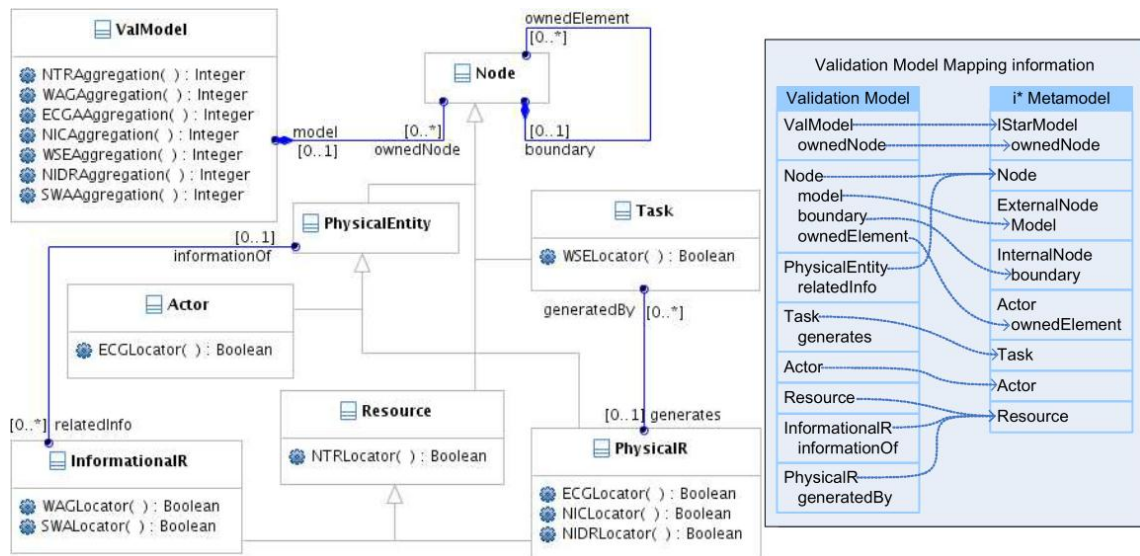 ValModel
NTRAggregation( ) : Integer
WAGAggregation( ) : Integer
ECGAAggregation( ) : Integer
NICAggregation( ) : Integer
WSEAggregation( ) : Integer
NIDRAggregation( ) : Integer
SWAAggregation( ) : Integer
model
[0..1]
[0..*]
ownedNode
ownedElement
[0..*]
Node
[0..1]
boundary
PhysicalEntity
[0..1]
informationOf
Task
WSELocator( ) : Boolean
generatedBy
[0..*]
Actor
ECGLocator( ) : Boolean
Resource
NTRLocator( ) : Boolean
[0..*] relatedInfo
[0..1] generates
InformationalR
WAGLocator( ) : Boolean
SWALocator( ) : Boolean
PhysicalR
ECGLocator( ) : Boolean
NICLocator( ) : Boolean
NIDRLocator( ) : Boolean
Validation Model Mapping information
Validation Model
ValModel
ownedNode
Node
model
boundary
ownedElement
PhysicalEntity
relatedInfo
Task
generates
Actor
Resource
InformationalR
informationOf
PhysicalR
generatedBy
i* Metamodel
IStarModel
ownedNode
Node
ExternalNode
Model
InternalNode
boundary
Actor
ownedElement
Task
Actor
Resource